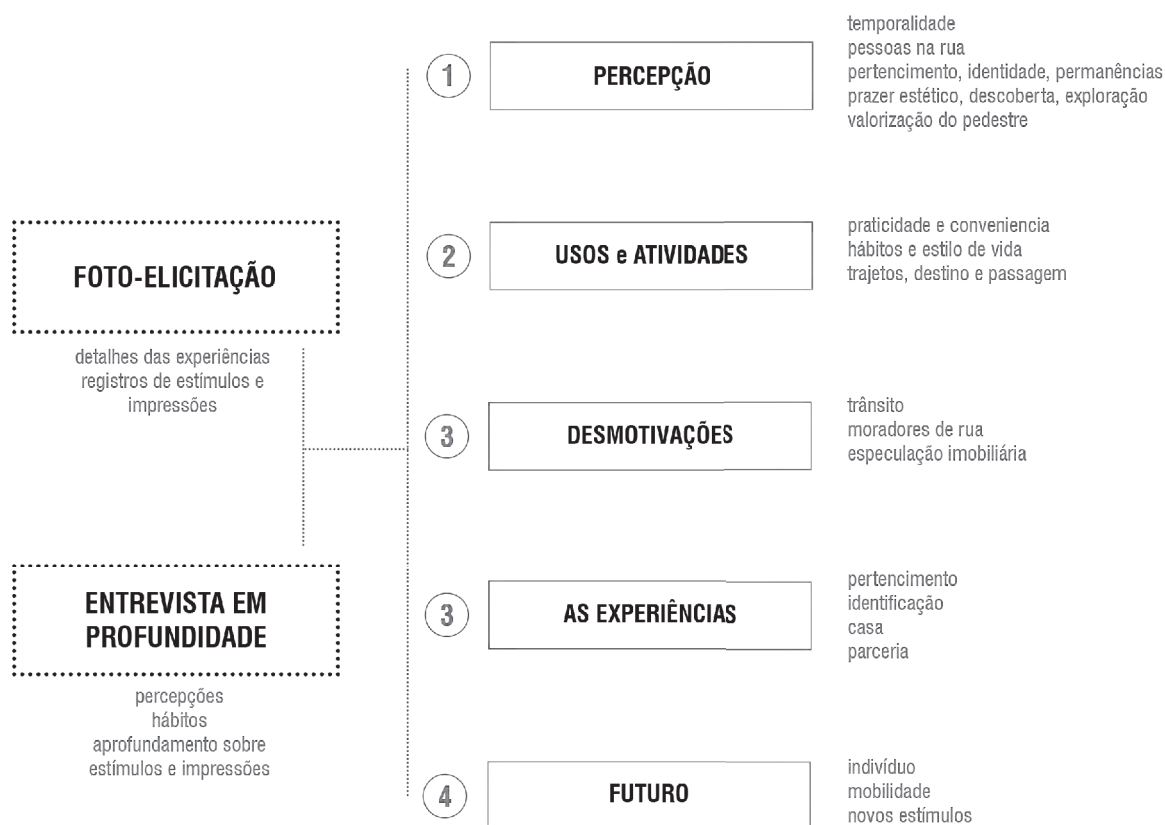 FOTO-ELICITAÇÃO
detalhes das experiências
registros de estímulos e
impressões
ENTREVISTA EM
PROFUNDIDADE
percepções
hábitos
aprofundamento sobre
estímulos e impressões
1
PERCEPÇÃO
temporalidade
pessoas na rua
pertencimento, identidade, permanências
prazer estético, descoberta, exploração
valorização do pedestre
2
USOS e ATIVIDADES
praticidade e conveniencia
hábitos e estilo de vida
trajetos, destino e passagem
3
DESMOTIVAÇÕES
trânsito
moradores de rua
especulação imobiliária
3
AS EXPERIÊNCIAS
pertencimento
identificação
casa
parceria
4
FUTURO
indivíduo
mobilidade
novos estímulos